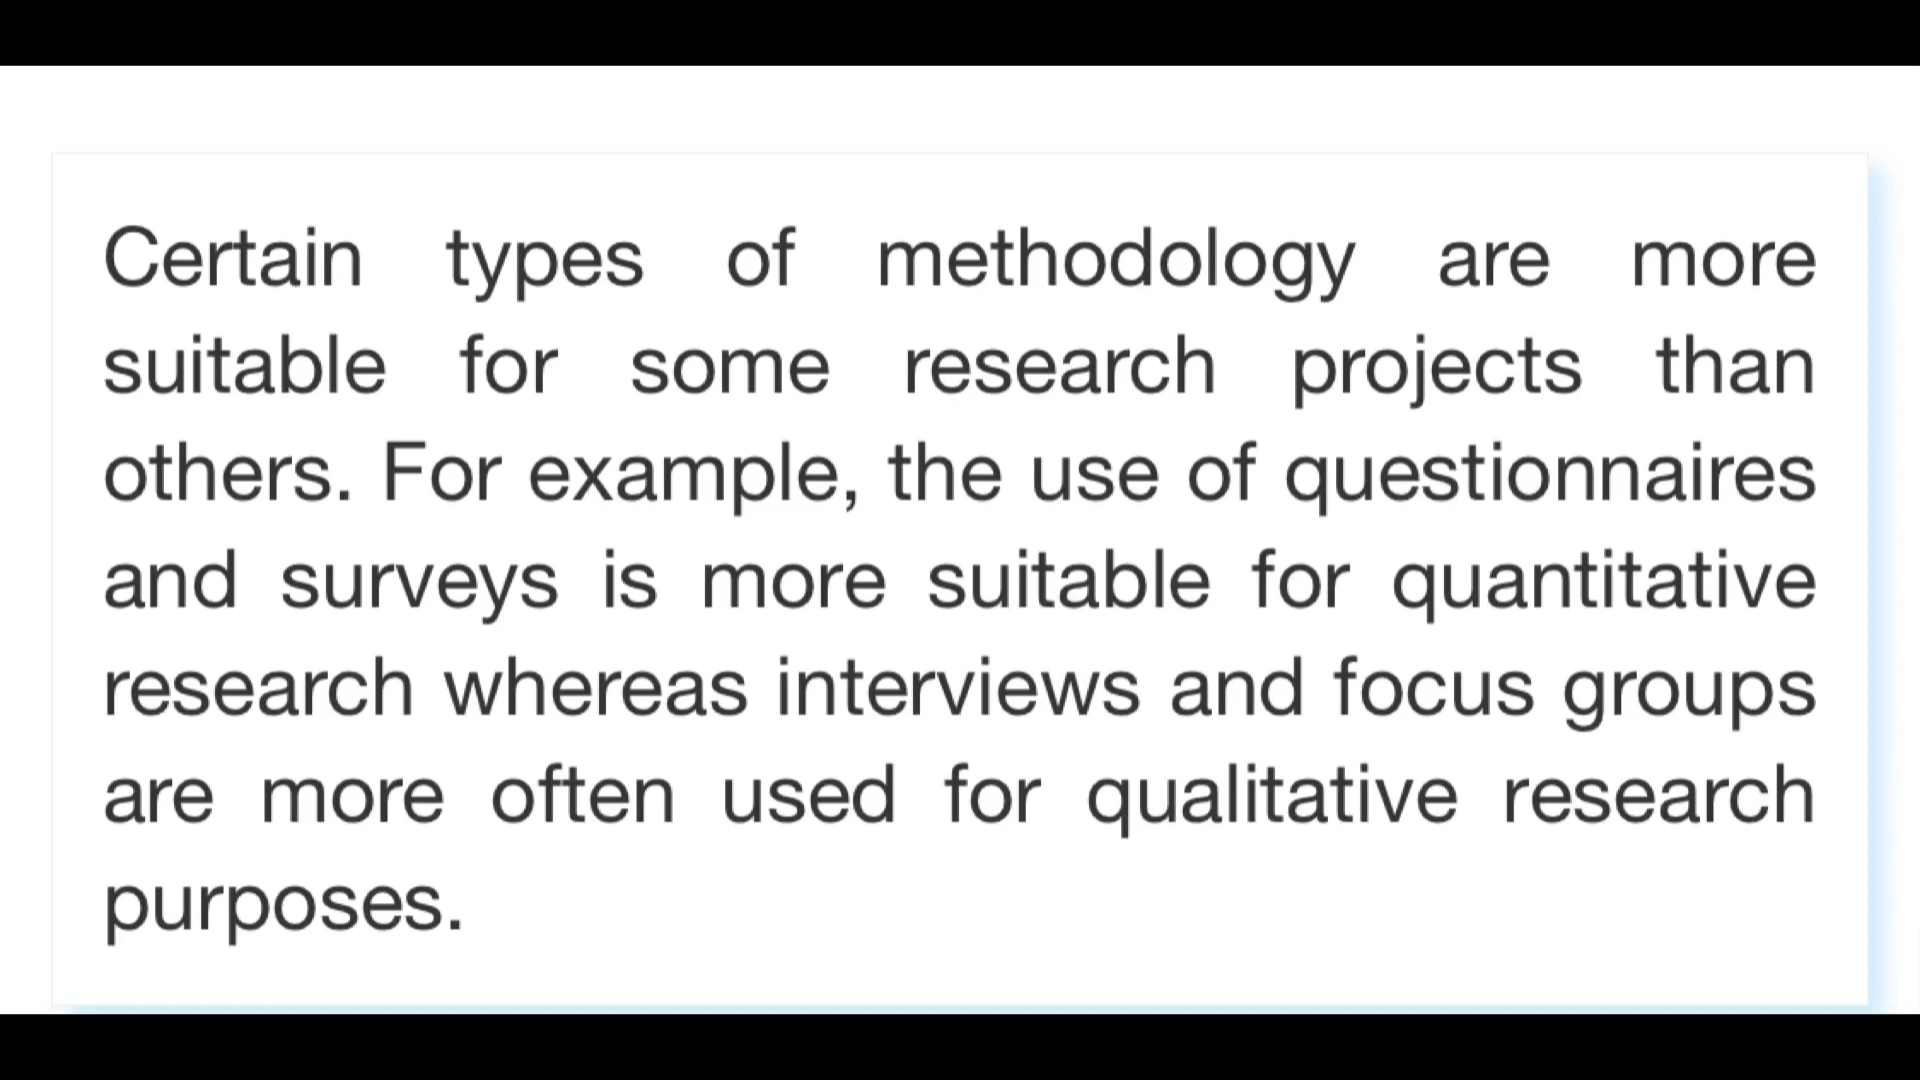 Certain types of methodology are more
suitable for some research projects than
others. For example, the use of questionnaires
and surveys is more suitable for quantitative
research whereas interviews and focus groups
are more often used for qualitative research
purposes.